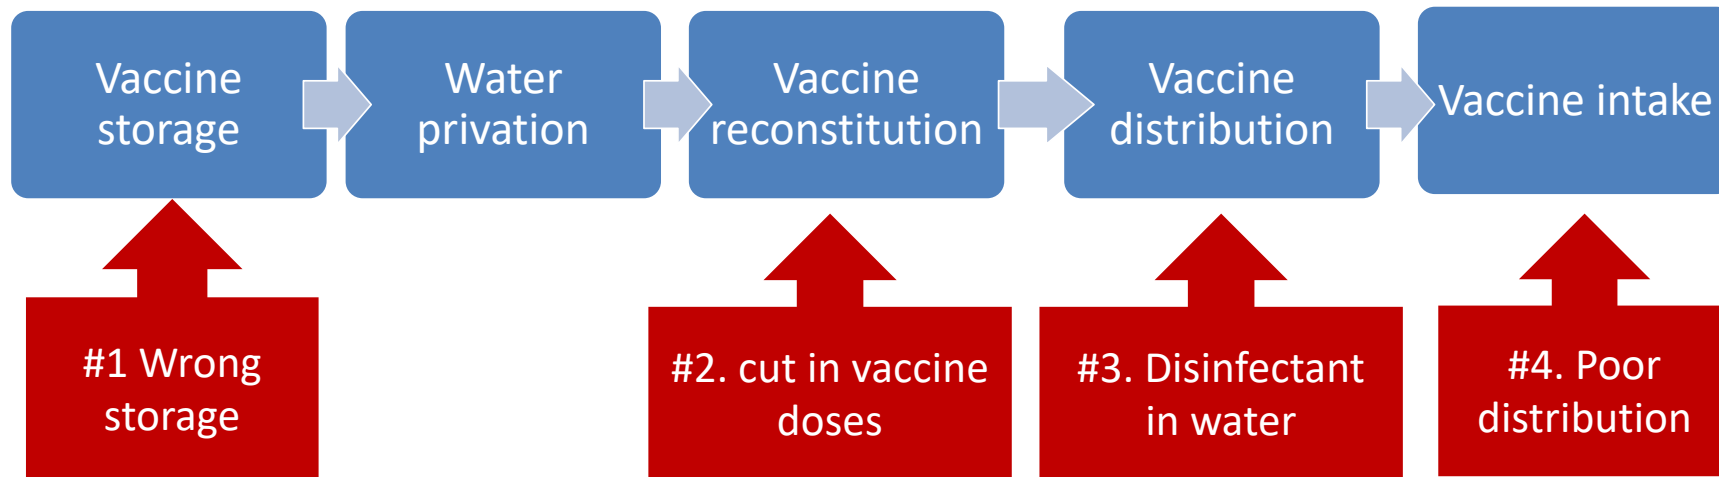 Vaccine
storage
Water
privation
Vaccine
reconstitution
Vaccine
distribution
Vaccine intake
#1 Wrong
storage
#2. cut in vaccine
doses
#3. Disinfectant
in water
#4. Poor
distribution